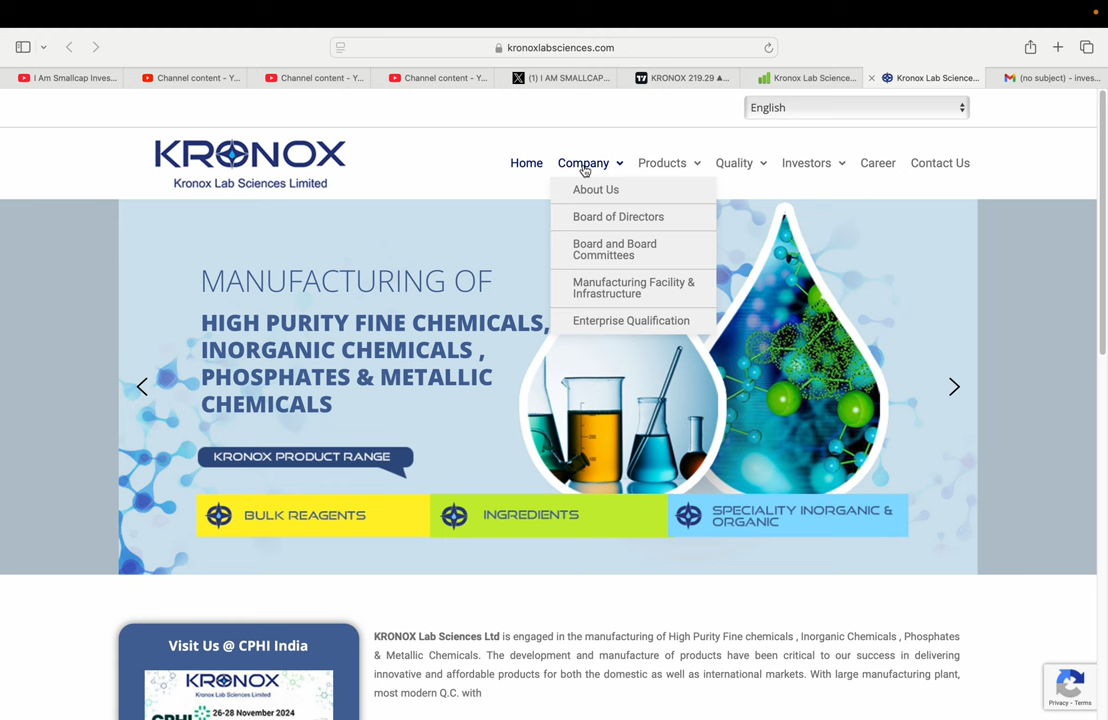 kronoxlabsciences.com
I Am Smallcap Inves...
Channel content - Y...
Channel content - Y...
Channel content - Y...
(1) I AM SMALLCAP...
KRONOX 219.29 ▲...
Kronox Lab Science...
Kronox Lab Science...
(no subject) - inves...
English
KRONOX
Kronox Lab Sciences Limited
Home Company Products Quality Investors Career Contact Us
About Us
Board of Directors
Board and Board
Committees
Manufacturing Facility &
Infrastructure
Enterprise Qualification
MANUFACTURING OF
HIGH PURITY FINE CHEMICALS,
INORGANIC CHEMICALS ,
PHOSPHATES & METALLIC
CHEMICALS
KRONOX PRODUCT RANGE
BULK REAGENTS
INGREDIENTS
SPECIALITY INORGANIC &
ORGANIC
Visit Us @ CPHI India
KRONOX
Kronox Lab Sciences Limited
26-28 November 2024
KRONOX Lab Sciences Ltd is engaged in the manufacturing of High Purity Fine chemicals , Inorganic Chemicals , Phosphates
& Metallic Chemicals. The development and manufacture of products have been critical to our success in delivering
innovative and affordable products for both the domestic as well as international markets. With large manufacturing plant,
most modern Q.C. with
Privacy - Terms